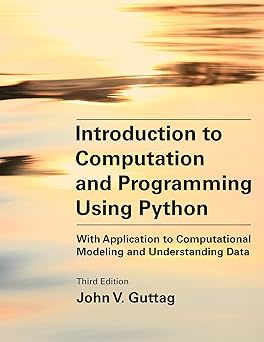 Introduction to
Computation
and Programming
Using Python
With Application to Computational
Modeling and Understanding Data
Third Edition
John V. Guttag